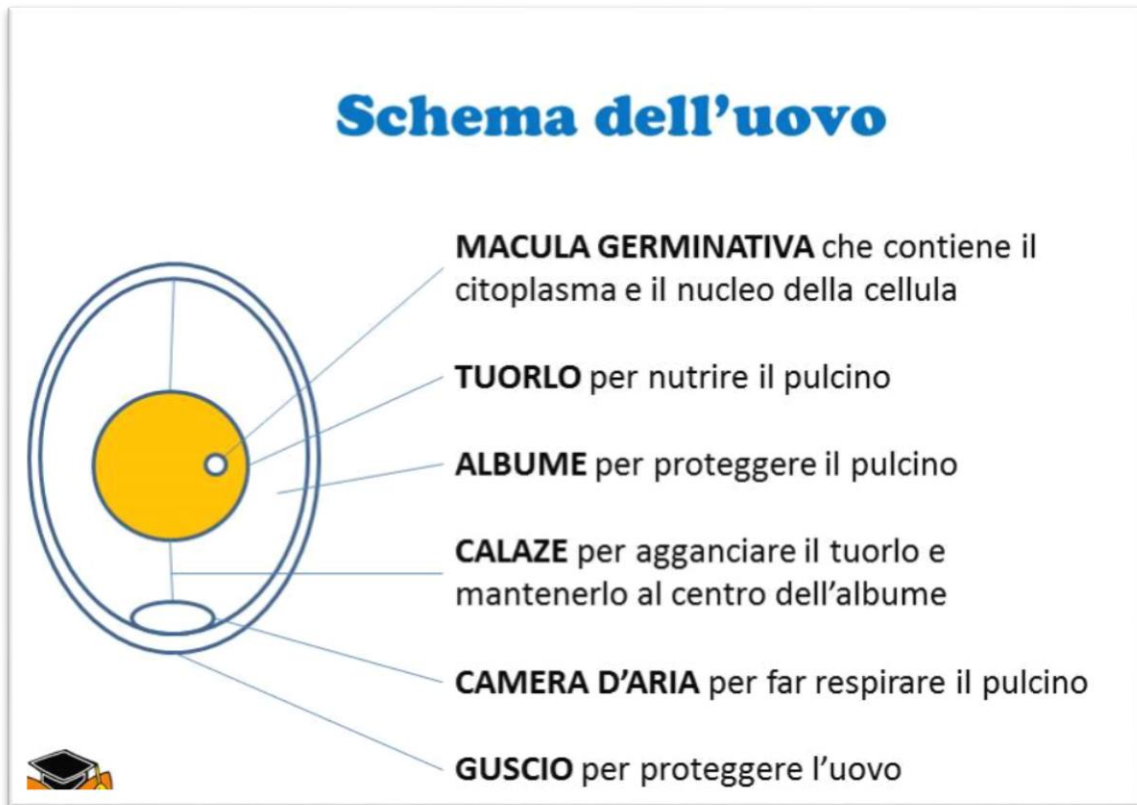 Schema dell'uovo
MACULA GERMINATIVA che contiene il
citoplasma e il nucleo della cellula
TUORLO per nutrire il pulcino
ALBUME per proteggere il pulcino
CALAZE per agganciare il tuorlo e
mantenerlo al centro dell'albume
CAMERA D'ARIA per far respirare il pulcino
GUSCIO per proteggere l'uovo